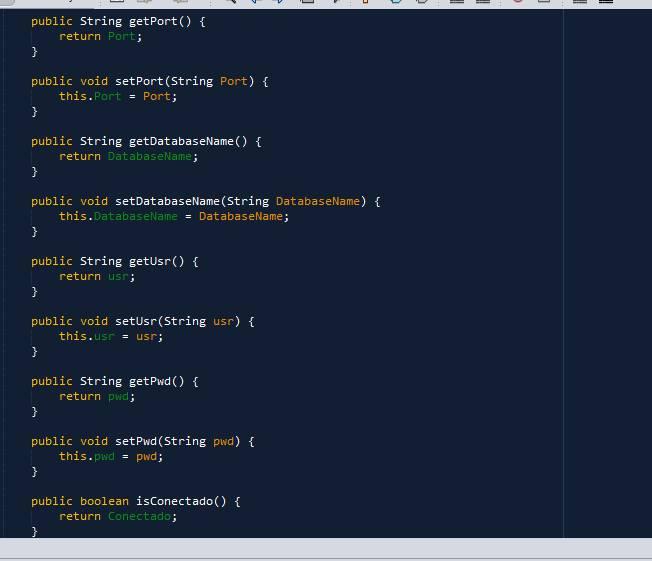 public String getPort() {
return Port;
}
public void setPort(String Port) {
this.Port = Port;
}
public String getDatabaseName() {
return DatabaseName;
}
public void setDatabaseName(String DatabaseName) {
this.DatabaseName = DatabaseName;
}
public String getUsr() {
return usr;
}
public void setUsr(String usr) {
this.usr = usr;
}
public String getPwd() {
return pwd;
}
public void setPwd(String pwd) {
this.pwd = pwd;
}
public boolean isConectado() {
return Conectado;
}